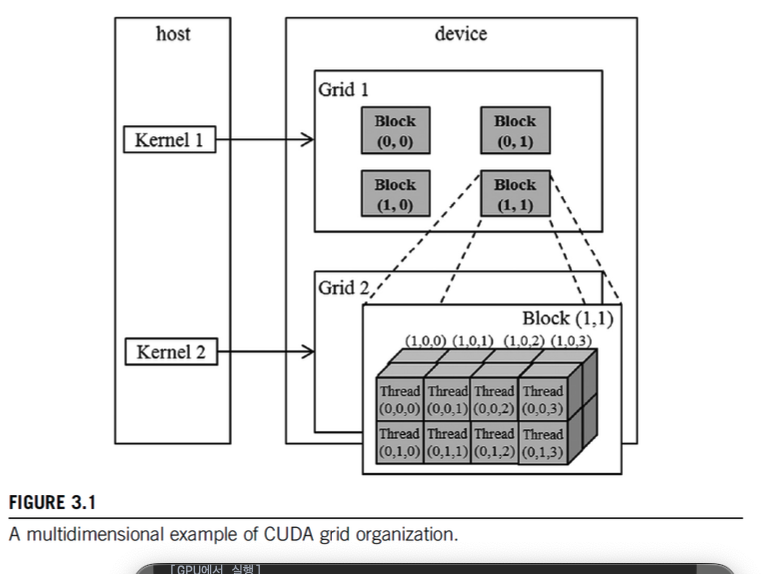 host
device
Grid 1
Kernel 1
Block
(0, 0)
Block
(0, 1)
Block
(1, 0)
Block
(1, 1)
Grid 2
Kernel 2
Block (1,1)
(1,0,0) (1,0,1) (1,0,2) (1,0,3)
Thread Thread Thread Thread
(0,0,0) (0,0,1) (0,0,2) (0,0,3)
Thread Thread Thread Thread
(0,1,0) (0,1,1) (0,1,2) (0,1,3)
FIGURE 3.1
A multidimensional example of CUDA grid organization.
[GPU에서 실행]